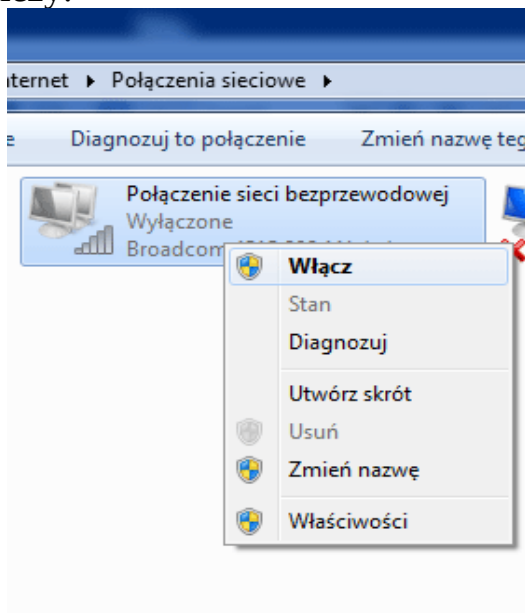 nternet ▸ Połączenia sieciowe ▸
Diagnozuj to połączenie Zmień nazwę teg
Połączenie sieci bezprzewodowej
Wyłączone
Broadcom
Włącz
Stan
Diagnozuj
Utwórz skrót
Usuń
Zmień nazwę
Właściwości